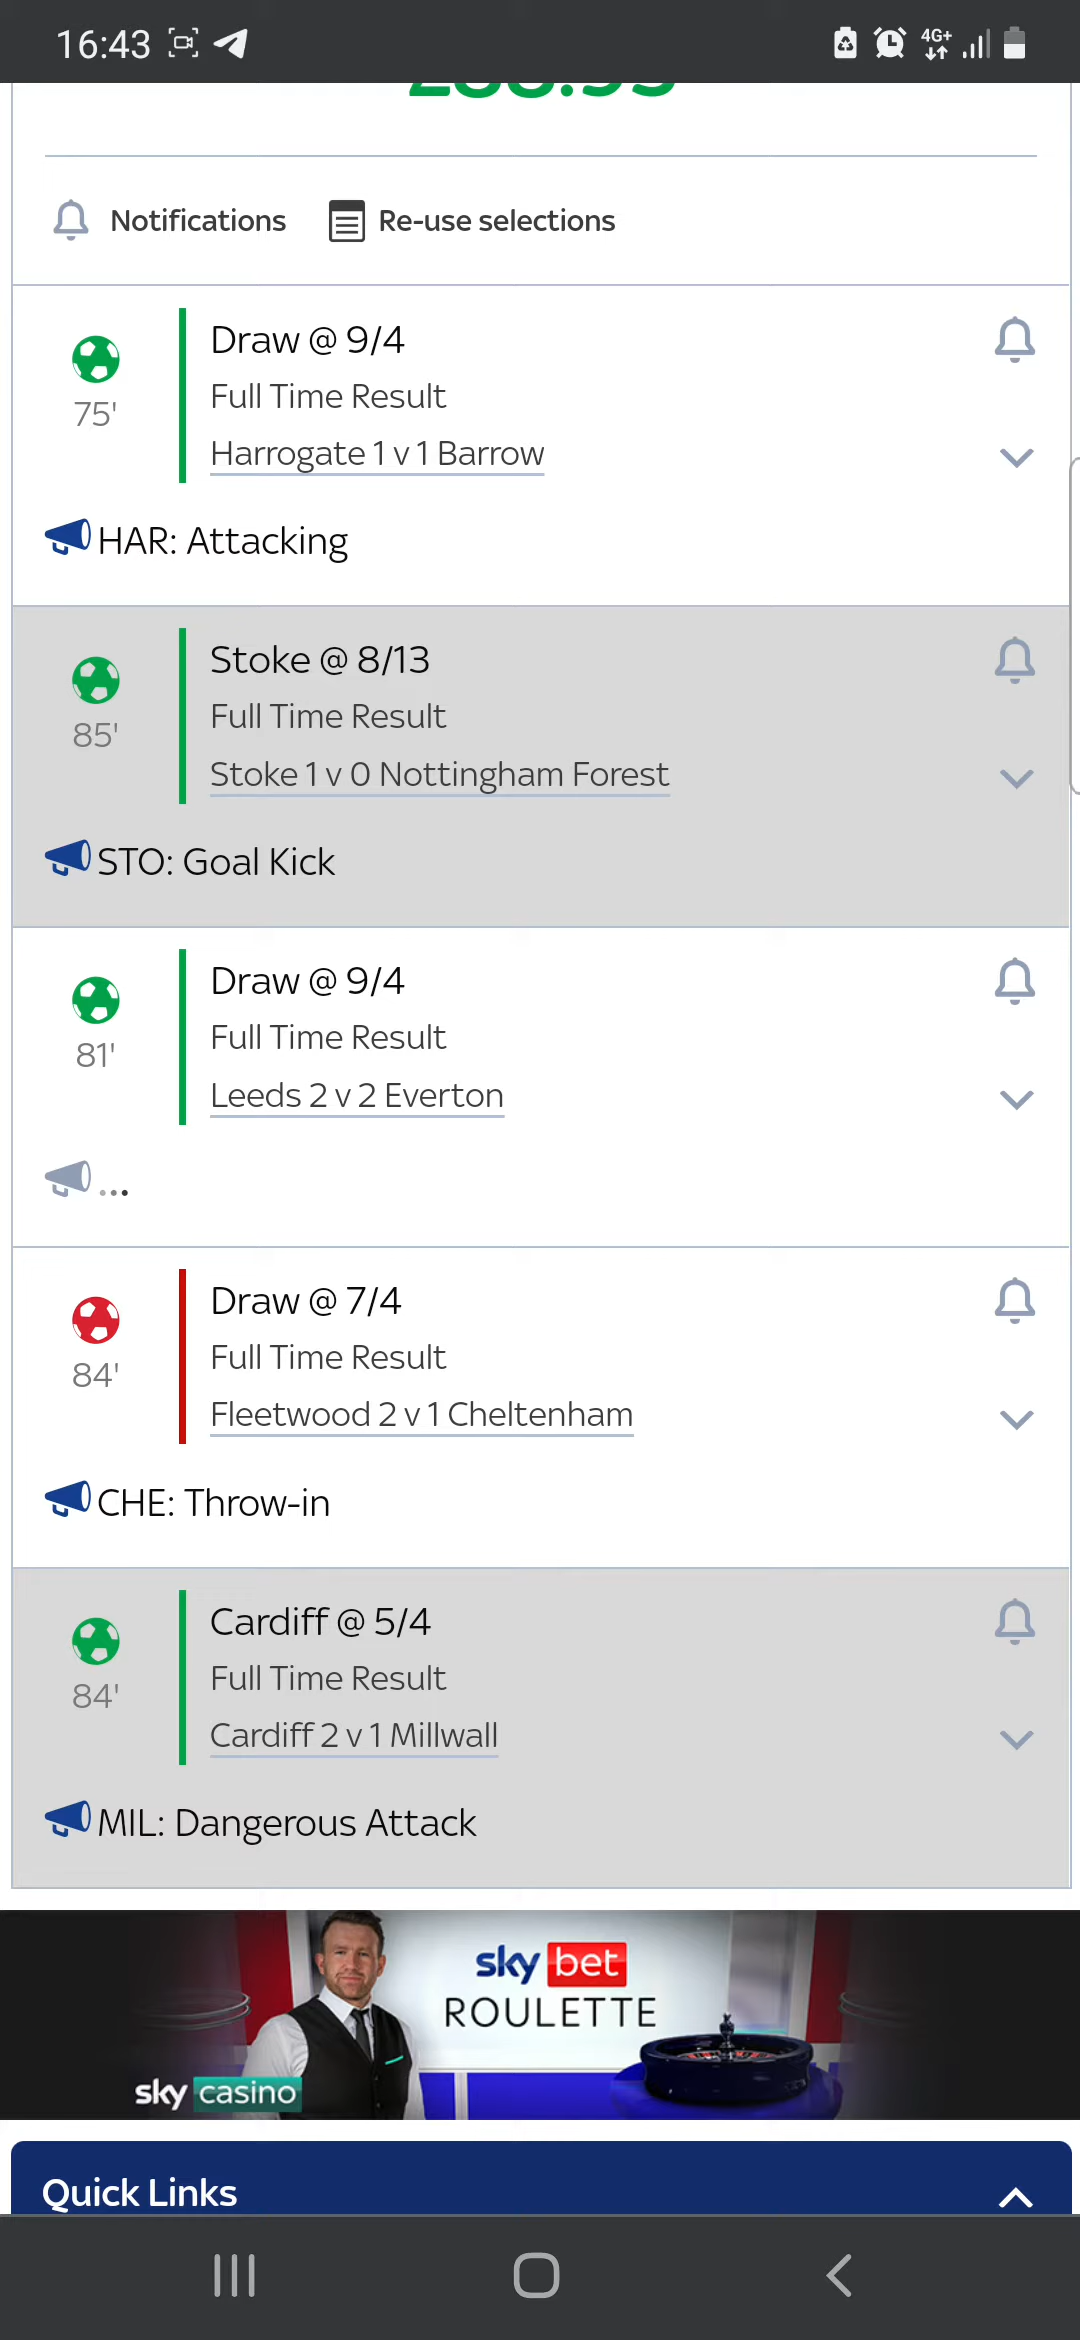 16:43
4G+
Notifications Re-use selections
Draw @ 9/4
75'
Full Time Result
Harrogate 1 v 1 Barrow
HAR: Attacking
Stoke @ 8/13
85'
Full Time Result
Stoke 1 v 0 Nottingham Forest
STO: Goal Kick
Draw @ 9/4
81'
Full Time Result
Leeds 2 v 2 Everton
...
Draw @ 7/4
84'
Full Time Result
Fleetwood 2 v 1 Cheltenham
CHE: Throw-in
Cardiff @ 5/4
84'
Full Time Result
Cardiff 2 v 1 Millwall
MIL: Dangerous Attack
sky bet
ROULETTE
sky casino
Quick Links